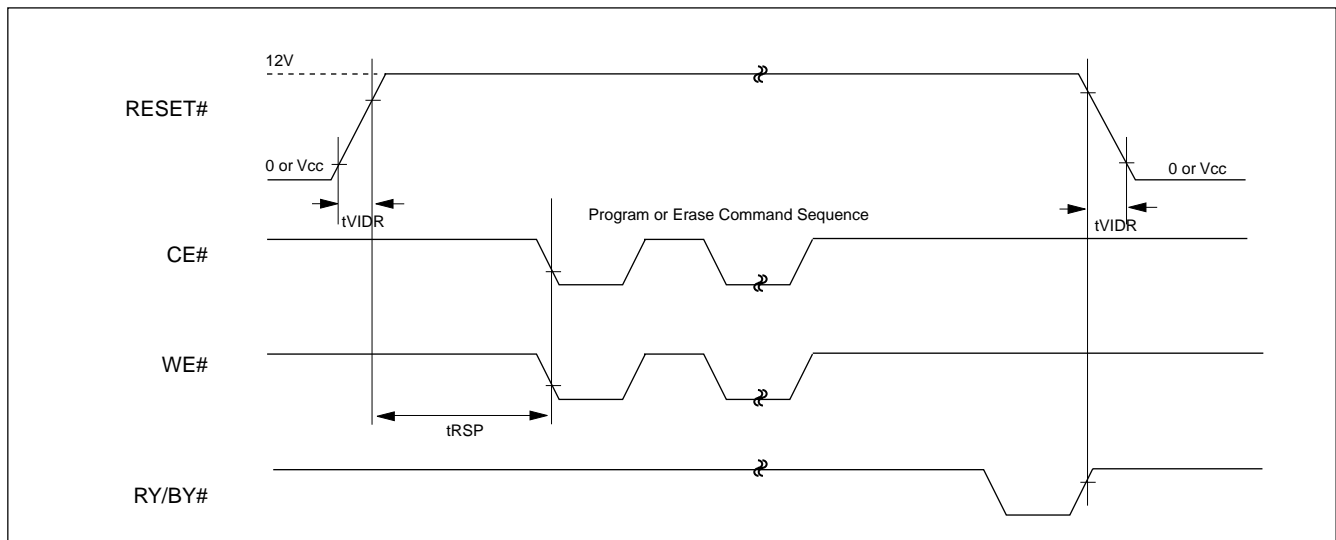 12V
RESET#
0 or Vcc
0 or Vcc
tVIDR
Program or Erase Command Sequence
tVIDR
CE#
WE#
tRSP
RY/BY#